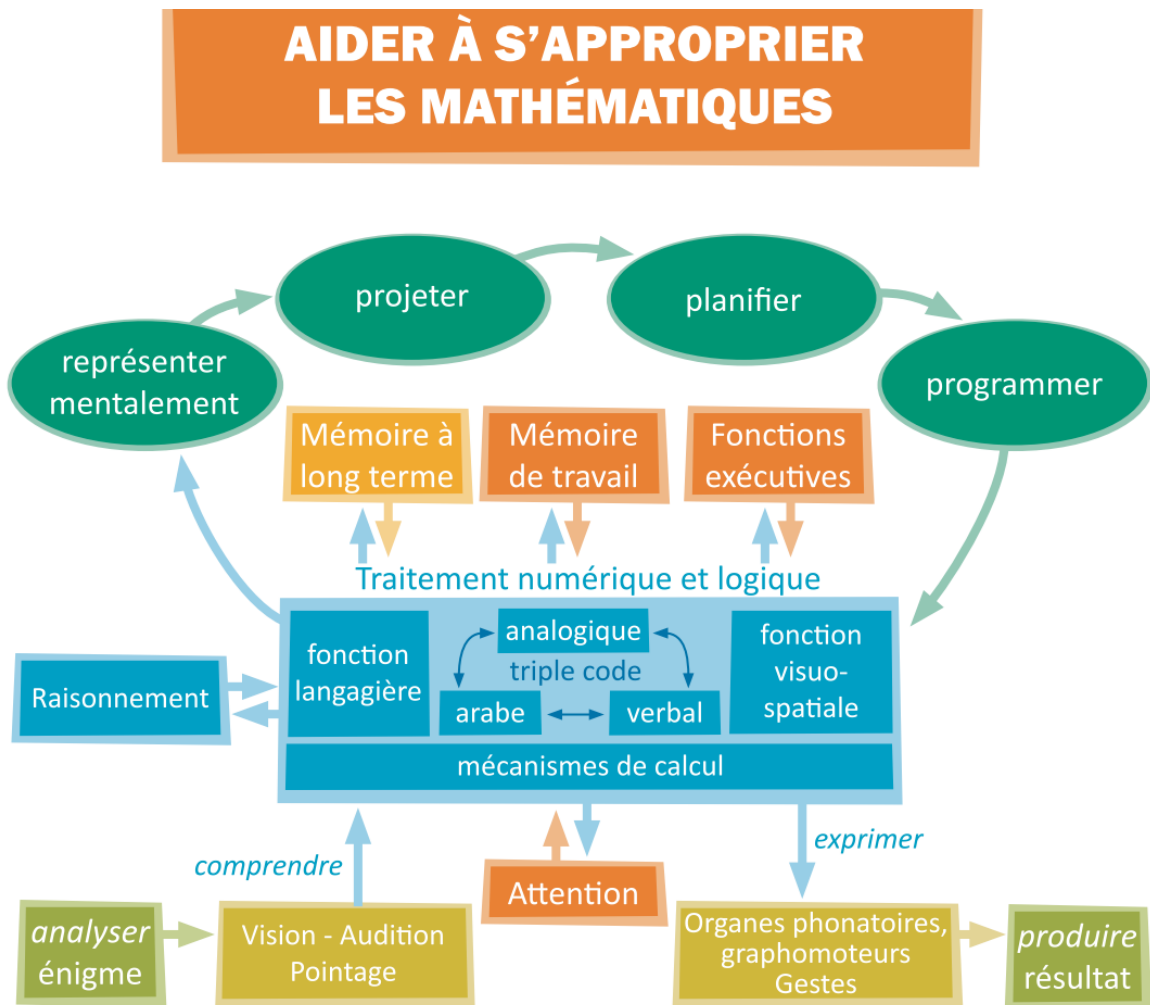 AIDER À S’APPROPRIER
LES MATHÉMATIQUES
projeter
planifier
représenter
mentalement
programmer
Mémoire à
long terme
Mémoire
de travail
Fonctions
exécutives
Traitement numérique et logique
Raisonnement
fonction
langagière
analogique
triple code
arabe
verbal
fonction
visuo-
spatiale
mécanismes de calcul
comprendre
exprimer
Attention
analyser
énigme
Vision - Audition
Pointage
Organes phonatoires,
graphomoteurs
Gestes
produire
résultat